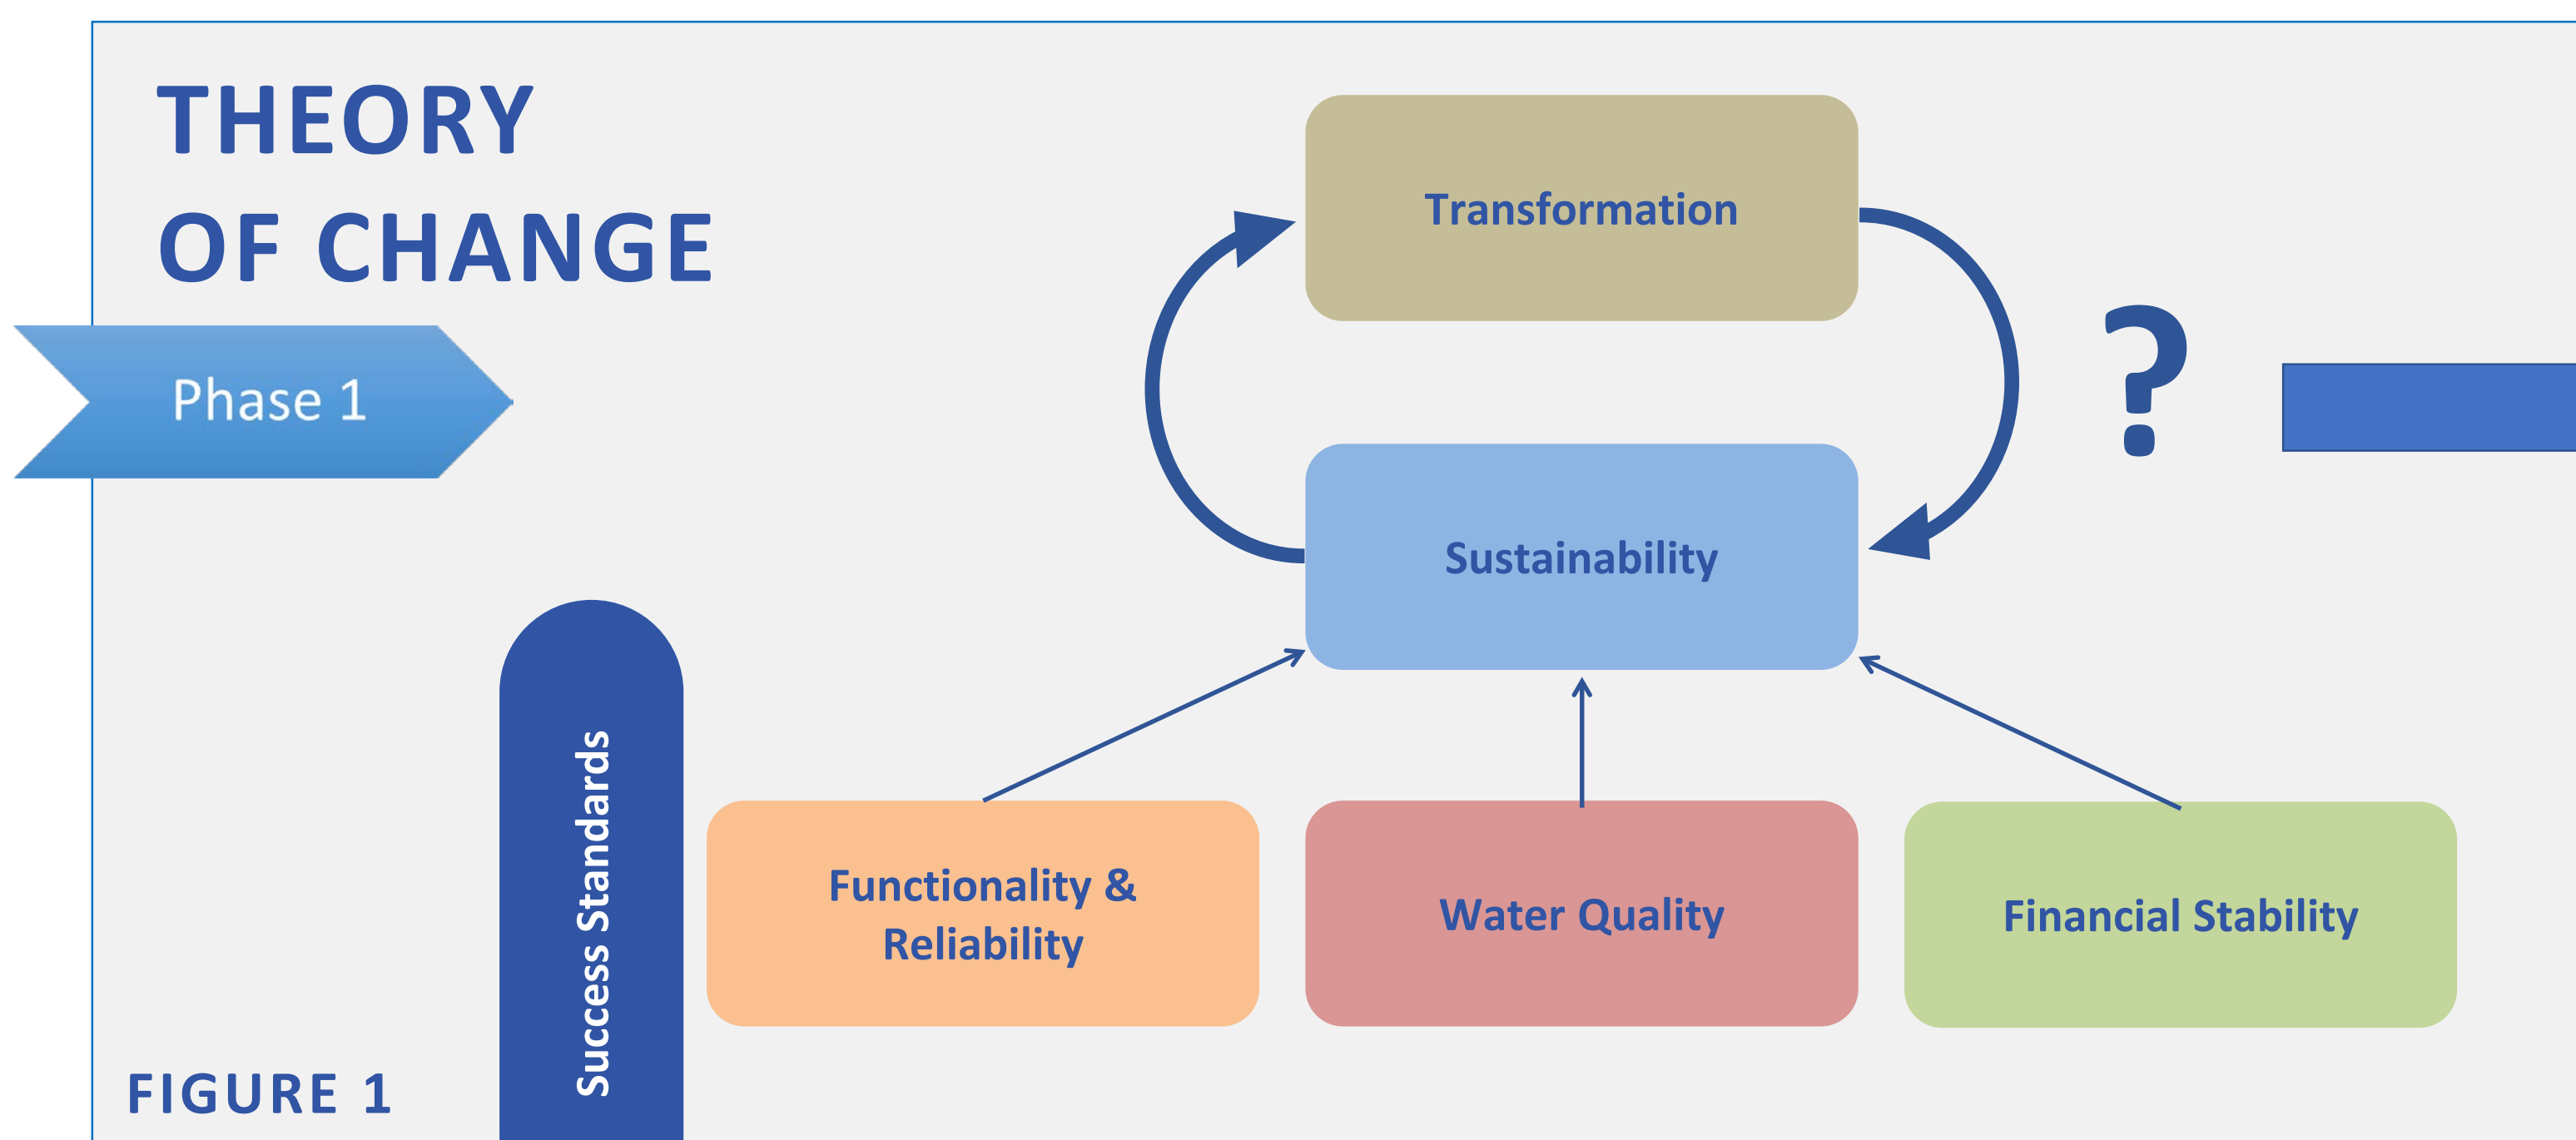 THEORY
OF CHANGE
Phase 1
Transformation
?
Sustainability
Success Standards
Functionality &
Reliability
Water Quality
Financial Stability
FIGURE 1